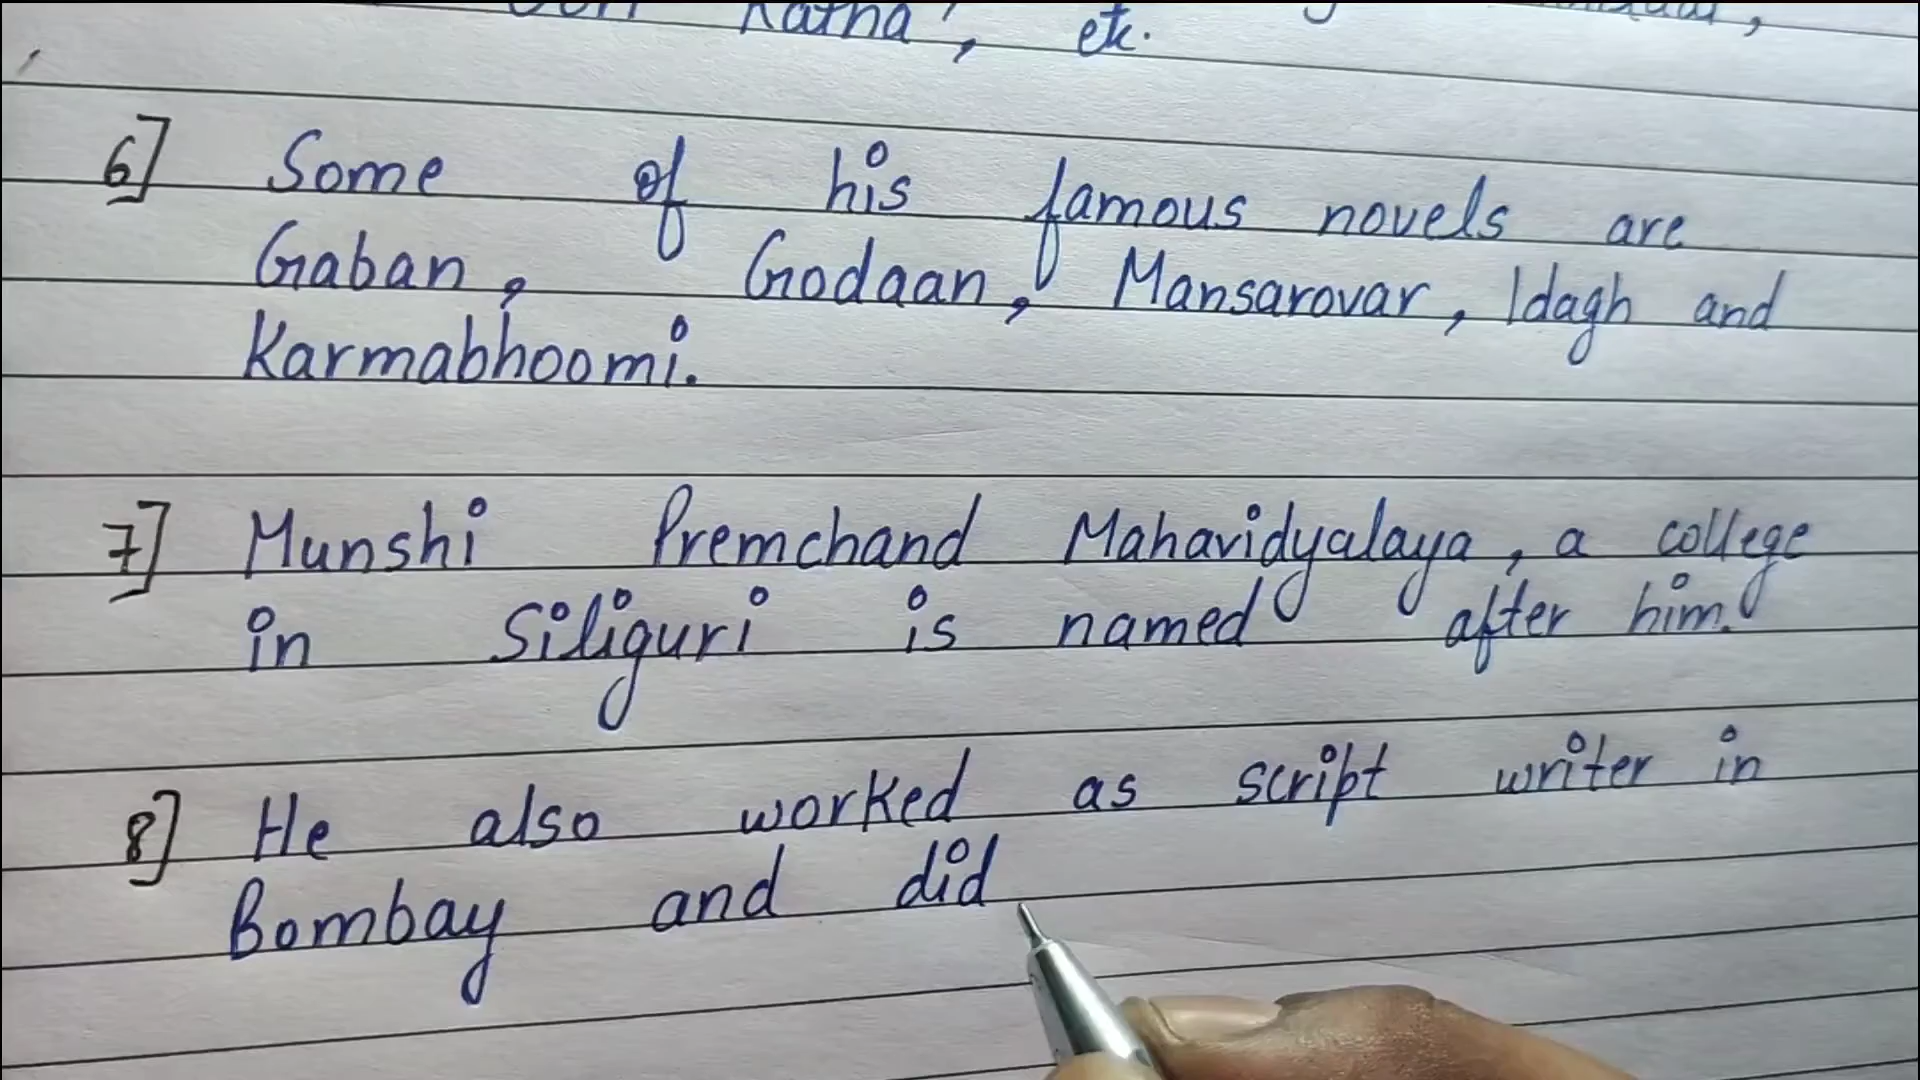 Katha', etc.
6] Some of his famous novels are
Gaban, Godaan, Mansarovar, Idagh and
Karmabhoomi.
7] Munshi Premchand Mahavidyalaya, a college
in Siliguri is named after him.
8] He also worked as script writer in
Bombay and did